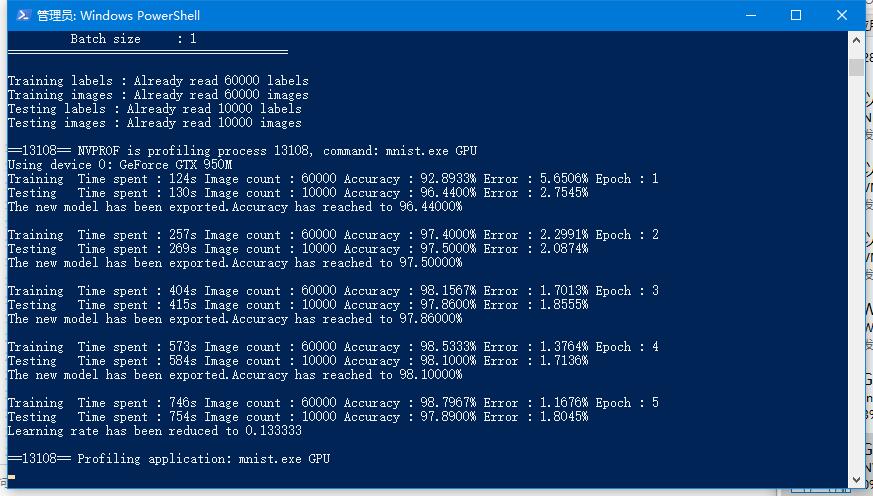 管理员: Windows PowerShell
Batch size : 1
Training labels : Already read 60000 labels
Training images : Already read 60000 images
Testing labels : Already read 10000 labels
Testing images : Already read 10000 images
==13108== NVPROF is profiling process 13108, command: mnist.exe GPU
Using device 0: GeForce GTX 950M
Training Time spent : 124s Image count : 60000 Accuracy : 92.8933% Error : 5.6506% Epoch : 1
Testing Time spent : 130s Image count : 10000 Accuracy : 96.4400% Error : 2.7545%
The new model has been exported.Accuracy has reached to 96.44000%
Training Time spent : 257s Image count : 60000 Accuracy : 97.4000% Error : 2.2991% Epoch : 2
Testing Time spent : 269s Image count : 10000 Accuracy : 97.5000% Error : 2.0874%
The new model has been exported.Accuracy has reached to 97.50000%
Training Time spent : 404s Image count : 60000 Accuracy : 98.1567% Error : 1.7013% Epoch : 3
Testing Time spent : 415s Image count : 10000 Accuracy : 97.8600% Error : 1.8555%
The new model has been exported.Accuracy has reached to 97.86000%
Training Time spent : 573s Image count : 60000 Accuracy : 98.5333% Error : 1.3764% Epoch : 4
Testing Time spent : 584s Image count : 10000 Accuracy : 98.1000% Error : 1.7136%
The new model has been exported.Accuracy has reached to 98.10000%
Training Time spent : 746s Image count : 60000 Accuracy : 98.7967% Error : 1.1676% Epoch : 5
Testing Time spent : 754s Image count : 10000 Accuracy : 97.8900% Error : 1.8045%
Learning rate has been reduced to 0.133333
==13108== Profiling application: mnist.exe GPU